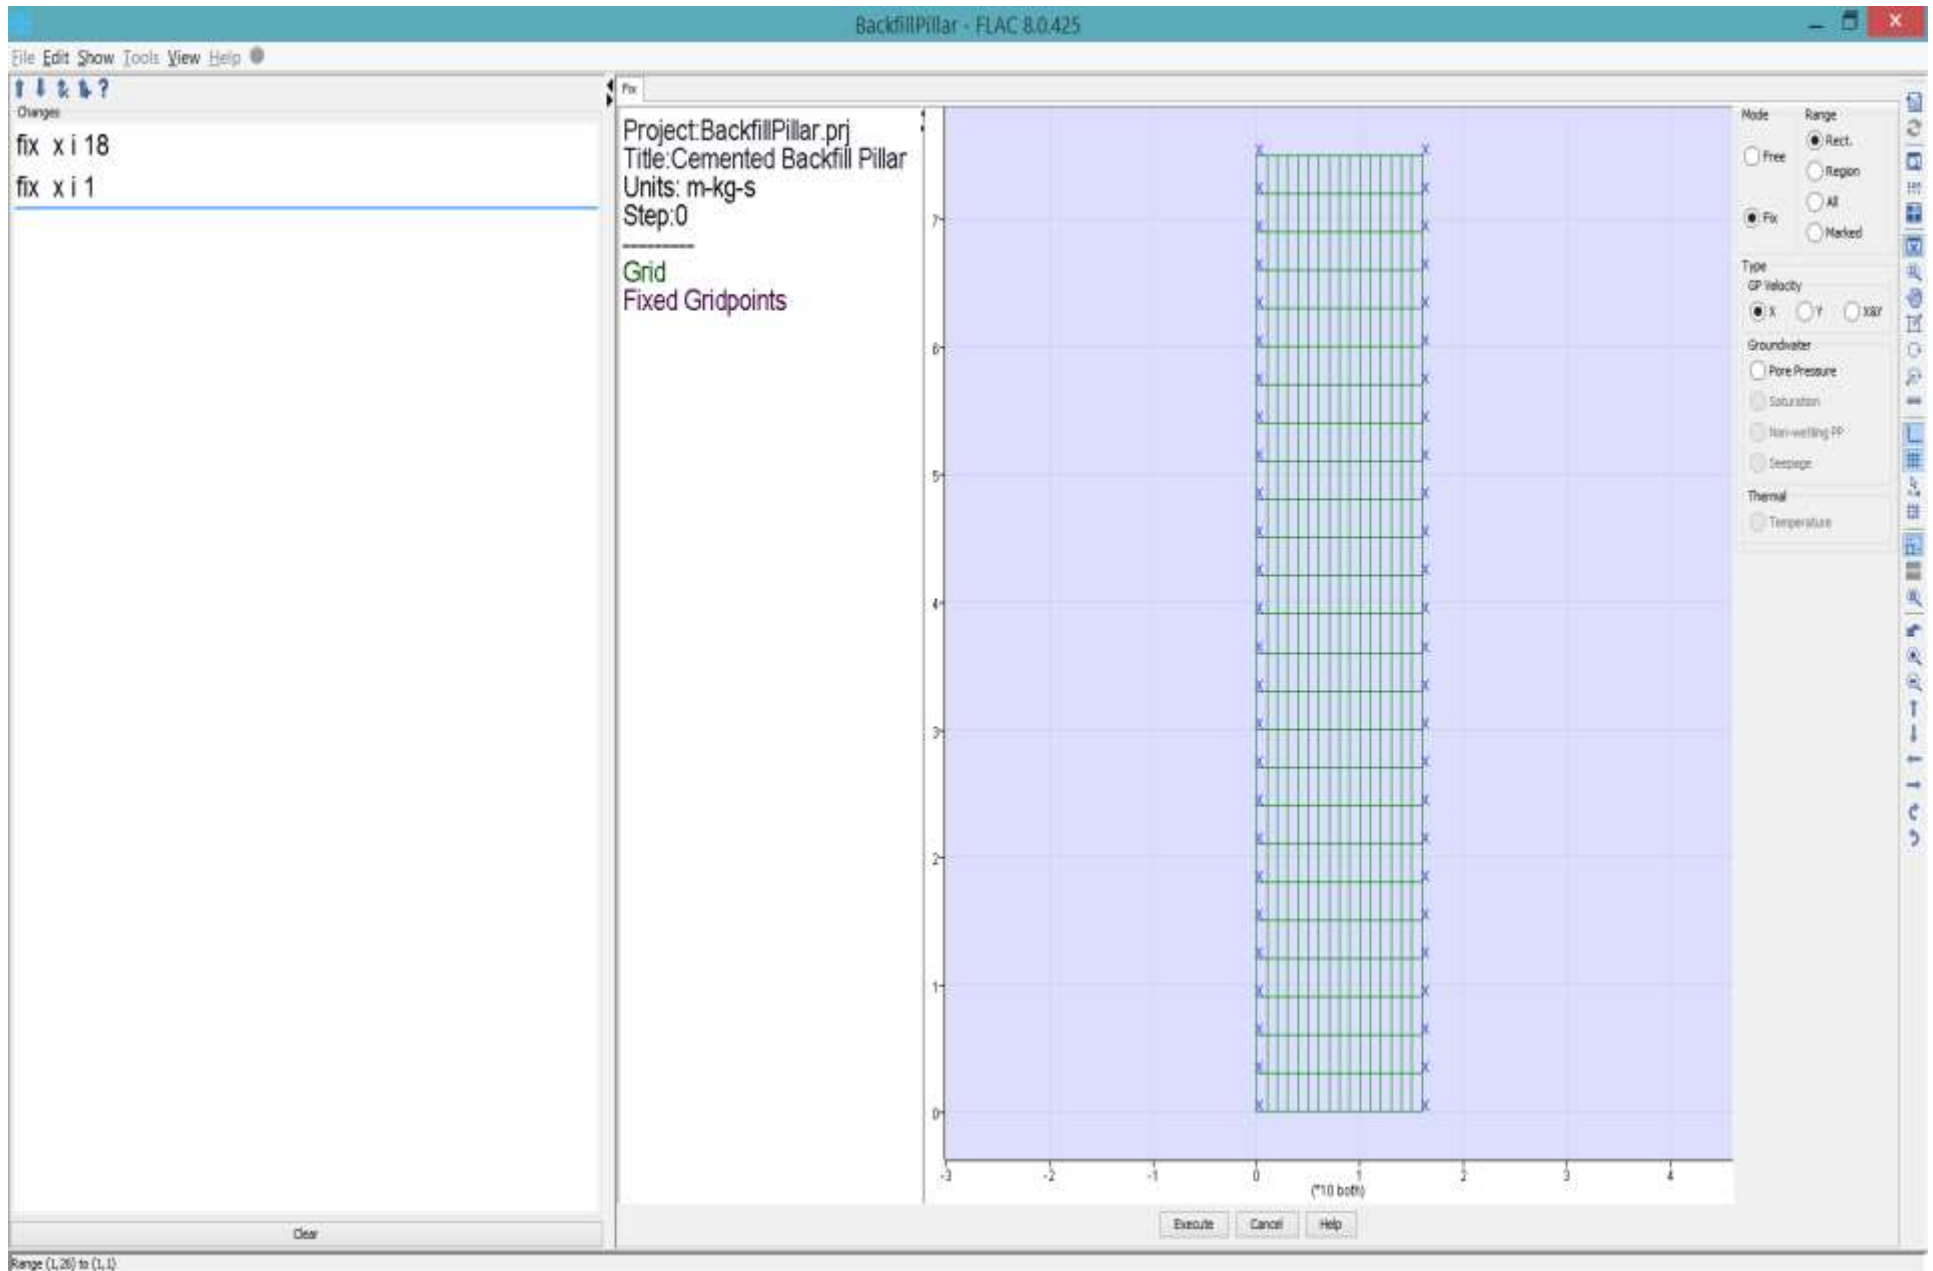 BackfillPillar - FLAC 8.0.425
File Edit Show Tools View Help
Changes
fix x i 18
fix x i 1
Clear
Range (1,26) to (1,1)
Fix
Project:BackfillPillar.prj
Title:Cemented Backfill Pillar
Units: m-kg-s
Step:0
---------
Grid
Fixed Gridpoints
7
6
5
4
3
2
1
0
-3 -2 -1 0 1 2 3 4
(*10 both)
Execute Cancel Help
Mode
Free
Fix
Range
Rect.
Region
All
Marked
Type
GP Velocity
X Y X&Y
Groundwater
Pore Pressure
Saturation
Non-wetting PP
Seepage
Thermal
Temperature